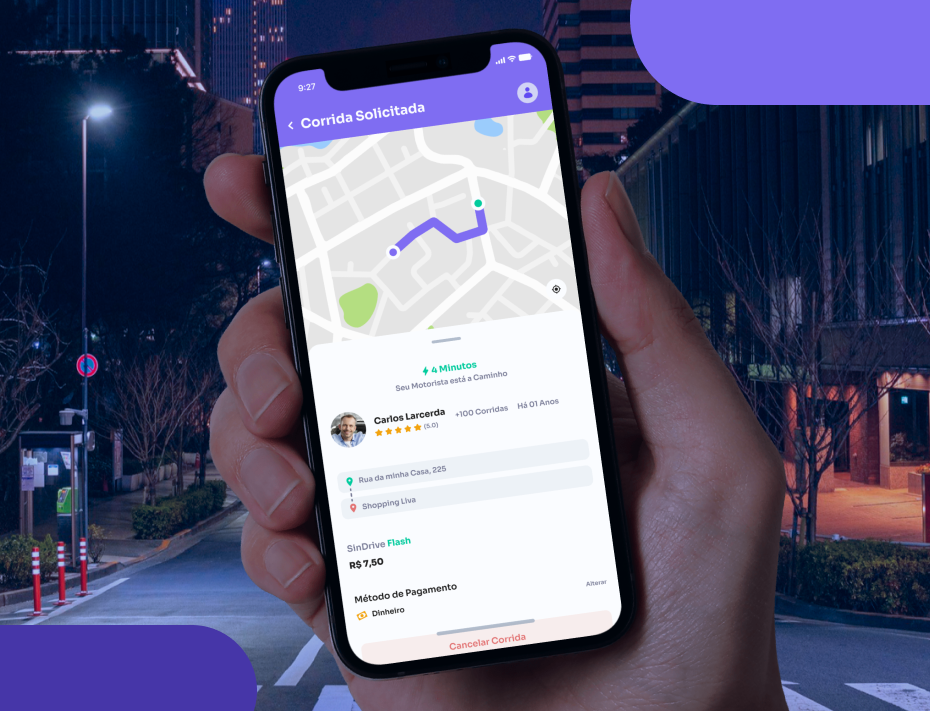 9:27
Corrida Solicitada
4 Minutos
Seu Motorista está a Caminho
Carlos Larcerda +100 Corridas Há 01 Anos
(5.0)
Rua da minha Casa, 225
Shopping Liva
SinDrive Flash
R$ 7,50
Método de Pagamento
Alterar
Dinheiro
Cancelar Corrida